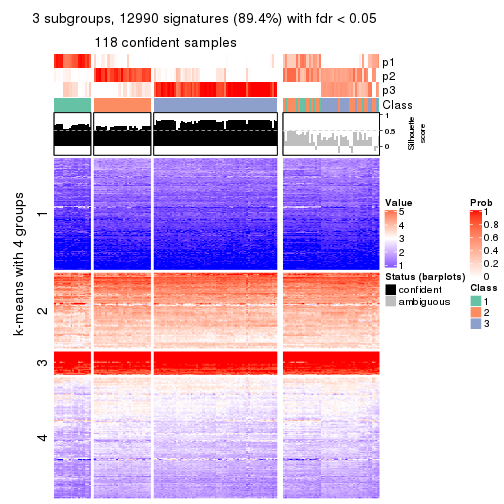 3 subgroups, 12990 signatures (89.4%) with fdr < 0.05
118 confident samples
p1
p2
p3
Class
1
0.5
0
Silhouette
score
k-means with 4 groups
1
2
3
4
Value
5
4
3
2
1
Status (barplots)
confident
ambiguous
Prob
1
0.8
0.6
0.4
0.2
0
Class
1
2
3